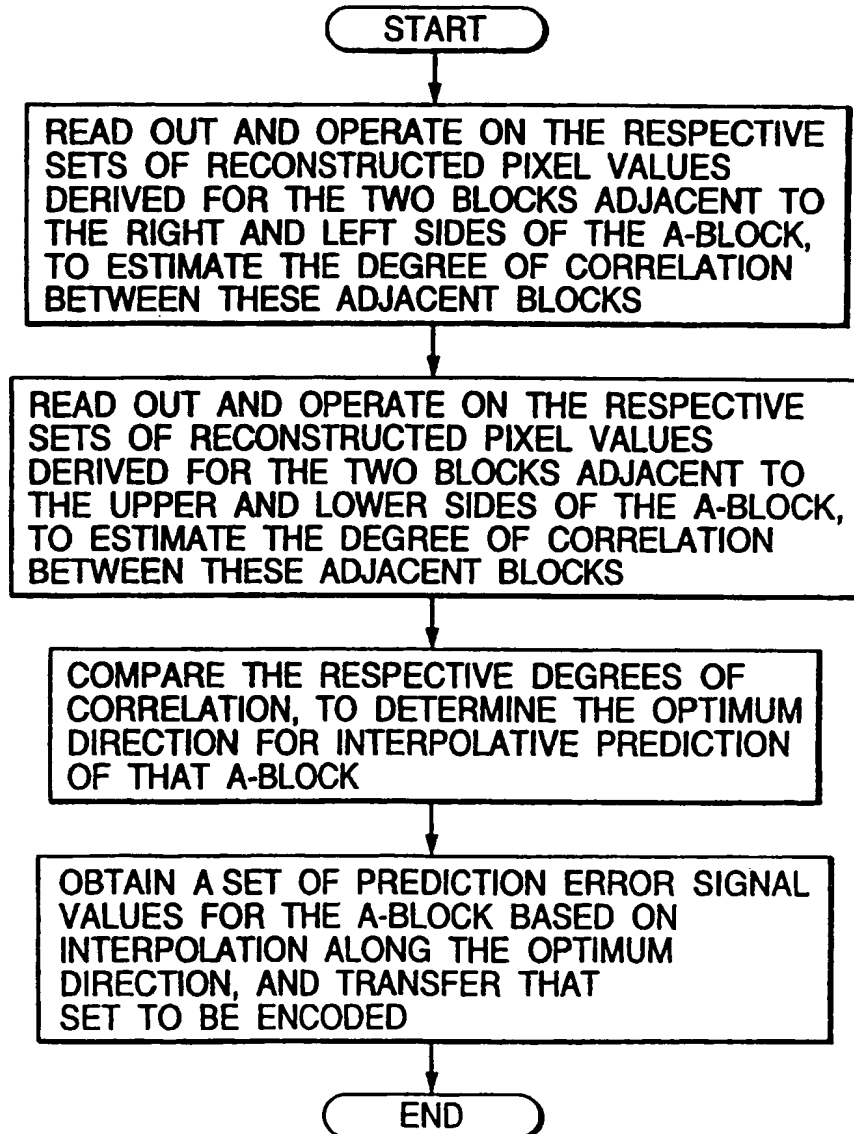 START
READ OUT AND OPERATE ON THE RESPECTIVE
SETS OF RECONSTRUCTED PIXEL VALUES
DERIVED FOR THE TWO BLOCKS ADJACENT TO
THE RIGHT AND LEFT SIDES OF THE A-BLOCK,
TO ESTIMATE THE DEGREE OF CORRELATION
BETWEEN THESE ADJACENT BLOCKS
READ OUT AND OPERATE ON THE RESPECTIVE
SETS OF RECONSTRUCTED PIXEL VALUES
DERIVED FOR THE TWO BLOCKS ADJACENT TO
THE UPPER AND LOWER SIDES OF THE A-BLOCK,
TO ESTIMATE THE DEGREE OF CORRELATION
BETWEEN THESE ADJACENT BLOCKS
COMPARE THE RESPECTIVE DEGREES OF
CORRELATION, TO DETERMINE THE OPTIMUM
DIRECTION FOR INTERPOLATIVE PREDICTION
OF THAT A-BLOCK
OBTAIN A SET OF PREDICTION ERROR SIGNAL
VALUES FOR THE A-BLOCK BASED ON
INTERPOLATION ALONG THE OPTIMUM
DIRECTION, AND TRANSFER THAT
SET TO BE ENCODED
END